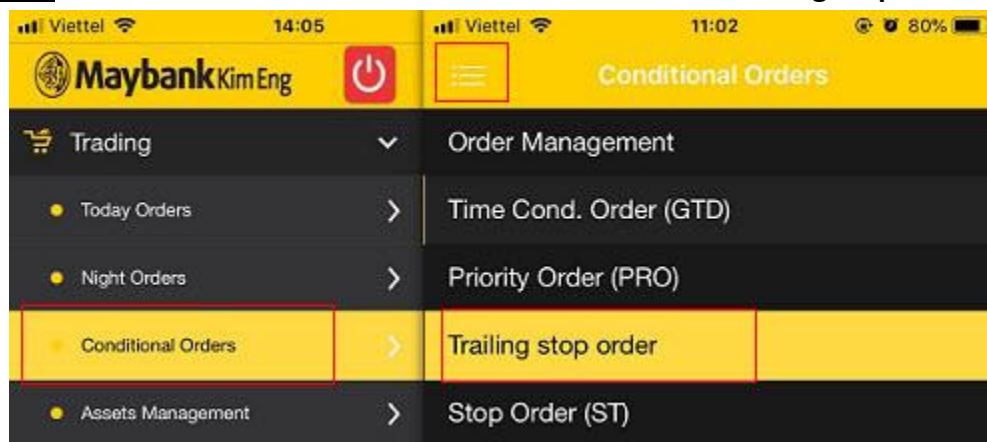 Viettel 14:05
Maybank Kim Eng
Trading
Today Orders
Night Orders
Conditional Orders
Assets Management
Viettel 11:02 80%
Conditional Orders
Order Management
Time Cond. Order (GTD)
Priority Order (PRO)
Trailing stop order
Stop Order (ST)